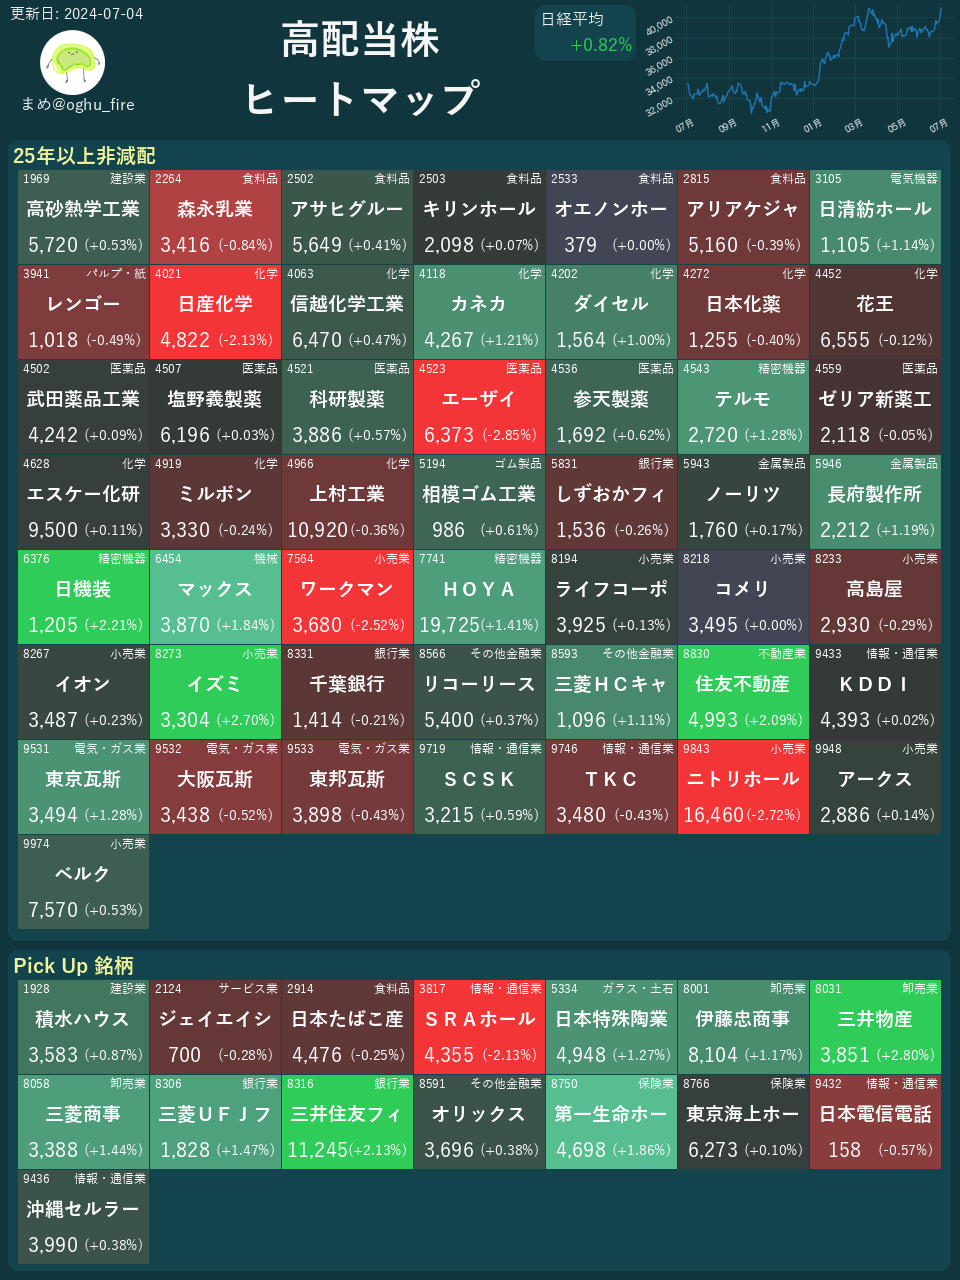 更新日: 2024-07-04
まめ@oghu_fire
高配当株
ヒートマップ
日経平均
+0.82%
40,000
38,000
36,000
34,000
32,000
07月 09月 11月 01月 03月 05月 07月
25年以上非減配
1969 建設業 2264 食料品 2502 食料品 2503 食料品 2533 食料品 2815 食料品 3105 電気機器
高砂熱学工業 森永乳業 アサヒグルー キリンホール オエノンホー アリアケジャ 日清紡ホール
5,720 (+0.53%) 3,416 (-0.84%) 5,649 (+0.41%) 2,098 (+0.07%) 379 (+0.00%) 5,160 (-0.39%) 1,105 (+1.14%)
3941 パルプ・紙 4021 化学 4063 化学 4118 化学 4202 化学 4272 化学 4452 化学
レンゴー 日産化学 信越化学工業 カネカ ダイセル 日本化薬 花王
1,018 (-0.49%) 4,822 (-2.13%) 6,470 (+0.47%) 4,267 (+1.21%) 1,564 (+1.00%) 1,255 (-0.40%) 6,555 (-0.12%)
4502 医薬品 4507 医薬品 4521 医薬品 4523 医薬品 4536 医薬品 4543 精密機器 4559 医薬品
武田薬品工業 塩野義製薬 科研製薬 エーザイ 参天製薬 テルモ ゼリア新薬工
4,242 (+0.09%) 6,196 (+0.03%) 3,886 (+0.57%) 6,373 (-2.85%) 1,692 (+0.62%) 2,720 (+1.28%) 2,118 (-0.05%)
4628 化学 4919 化学 4966 化学 5194 ゴム製品 5831 銀行業 5943 金属製品 5946 金属製品
エスケー化研 ミルボン 上村工業 相模ゴム工業 しずおかフィ ノーリツ 長府製作所
9,500 (+0.11%) 3,330 (-0.24%) 10,920 (-0.36%) 986 (+0.61%) 1,536 (-0.26%) 1,760 (+0.17%) 2,212 (+1.19%)
6376 精密機器 6454 機械 7564 小売業 7741 精密機器 8194 小売業 8218 小売業 8233 小売業
日機装 マックス ワークマン ＨＯＹＡ ライフコーポ コメリ 高島屋
1,205 (+2.21%) 3,870 (+1.84%) 3,680 (-2.52%) 19,725 (+1.41%) 3,925 (+0.13%) 3,495 (+0.00%) 2,930 (-0.29%)
8267 小売業 8273 小売業 8331 銀行業 8566 その他金融業 8593 その他金融業 8830 不動産業 9433 情報・通信業
イオン イズミ 千葉銀行 リコーリース 三菱ＨＣキャ 住友不動産 ＫＤＤＩ
3,487 (+0.23%) 3,304 (+2.70%) 1,414 (-0.21%) 5,400 (+0.37%) 1,096 (+1.11%) 4,993 (+2.09%) 4,393 (+0.02%)
9531 電気・ガス業 9532 電気・ガス業 9533 電気・ガス業 9719 情報・通信業 9746 情報・通信業 9843 小売業 9948 小売業
東京瓦斯 大阪瓦斯 東邦瓦斯 ＳＣＳＫ ＴＫＣ ニトリホール アークス
3,494 (+1.28%) 3,438 (-0.52%) 3,898 (-0.43%) 3,215 (+0.59%) 3,480 (-0.43%) 16,460 (-2.72%) 2,886 (+0.14%)
9974 小売業
ベルク
7,570 (+0.53%)
Pick Up 銘柄
1928 建設業 2124 サービス業 2914 食料品 3817 情報・通信業 5334 ガラス・土石 8001 卸売業 8031 卸売業
積水ハウス ジェイエイシ 日本たばこ産 ＳＲＡホール 日本特殊陶業 伊藤忠商事 三井物産
3,583 (+0.87%) 700 (-0.28%) 4,476 (-0.25%) 4,355 (-2.13%) 4,948 (+1.27%) 8,104 (+1.17%) 3,851 (+2.80%)
8058 卸売業 8306 銀行業 8316 銀行業 8591 その他金融業 8750 保険業 8766 保険業 9432 情報・通信業
三菱商事 三菱ＵＦＪフ 三井住友フィ オリックス 第一生命ホー 東京海上ホー 日本電信電話
3,388 (+1.44%) 1,828 (+1.47%) 11,245 (+2.13%) 3,696 (+0.38%) 4,698 (+1.86%) 6,273 (+0.10%) 158 (-0.57%)
9436 情報・通信業
沖縄セルラー
3,990 (+0.38%)